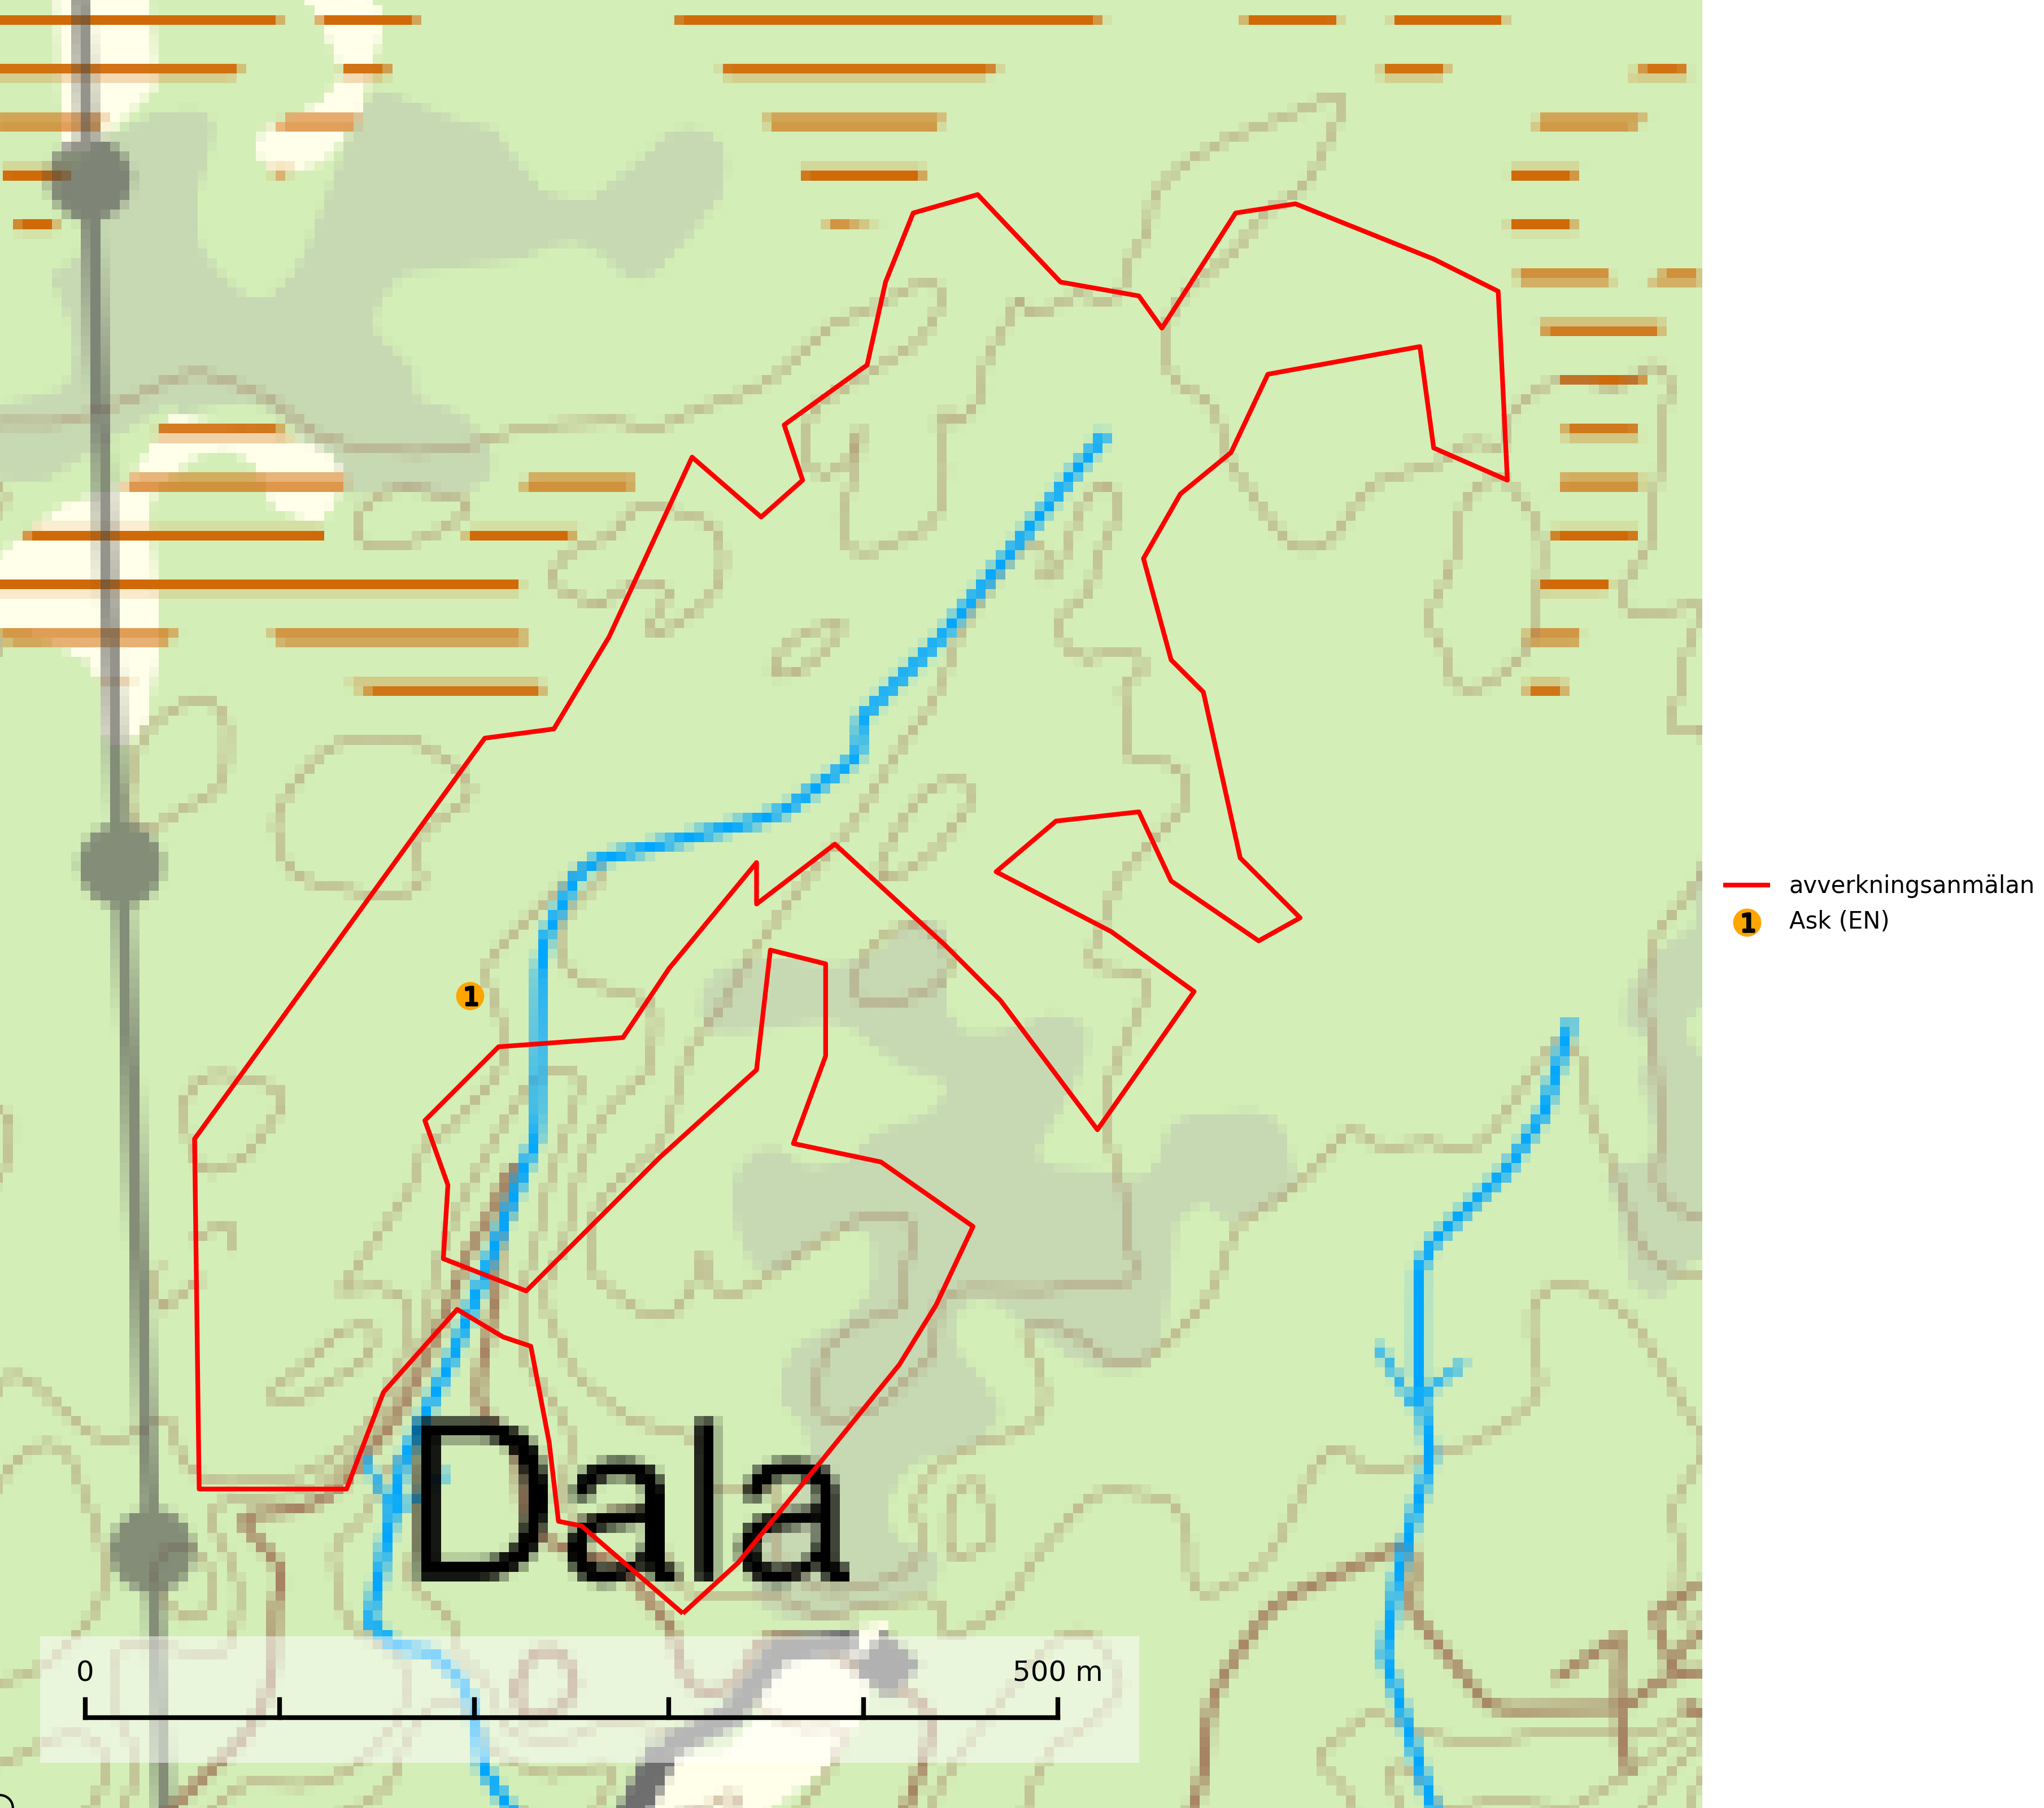 avverkningsanmälan
1 Ask (EN)
1
Dala
0 500 m